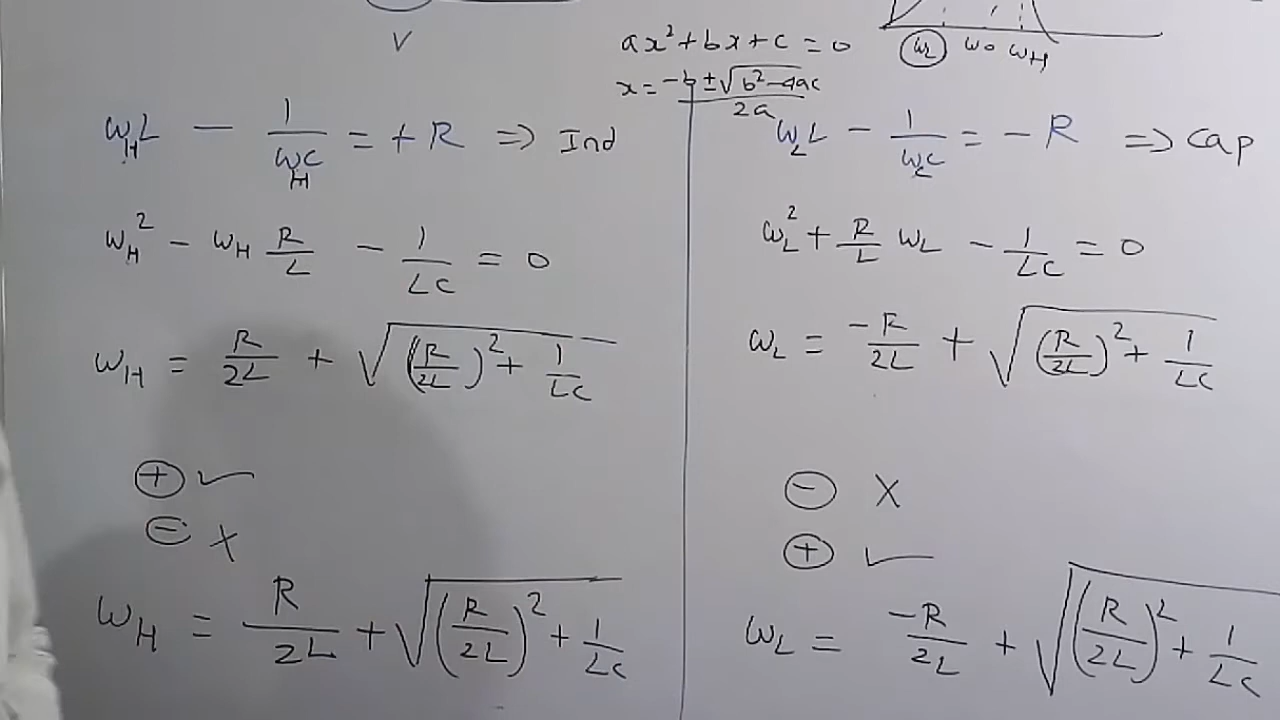 V
ax² + bx + c = 0
x = -b ± √(b² - 4ac) / 2a
ω_L ω₀ ω_H
ω_H L - 1/(ω_H C) = + R ⇒ Ind
ω_H² - ω_H R/L - 1/(LC) = 0
ω_H = R/(2L) + √((R/2L)² + 1/(LC))
⊕ ✓
⊖ X
ω_H = R/(2L) + √((R/2L)² + 1/(LC))
ω_L L - 1/(ω_L C) = - R ⇒ Cap
ω_L² + R/L ω_L - 1/(LC) = 0
ω_L = -R/(2L) + √((R/2L)² + 1/(LC))
⊖ X
⊕ ✓
ω_L = -R/(2L) + √((R/2L)² + 1/(LC))